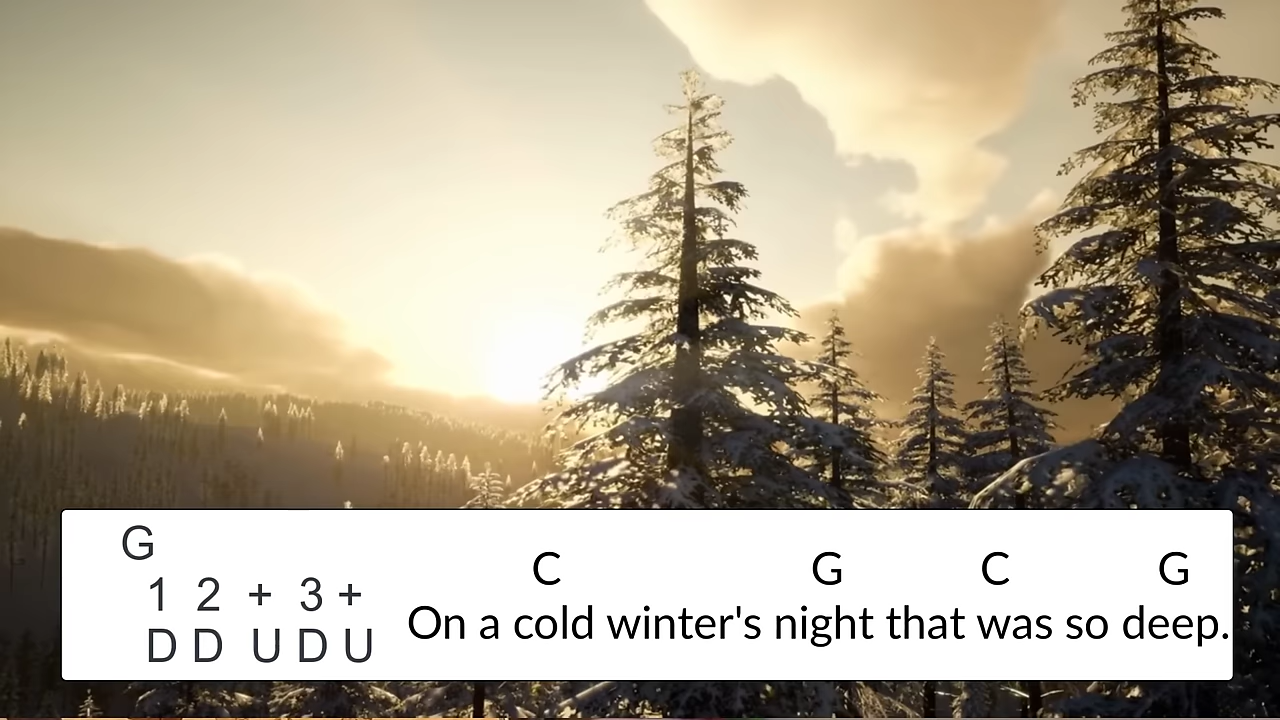 G
1 2 + 3 +
D D U D U
C G C G
On a cold winter's night that was so deep.